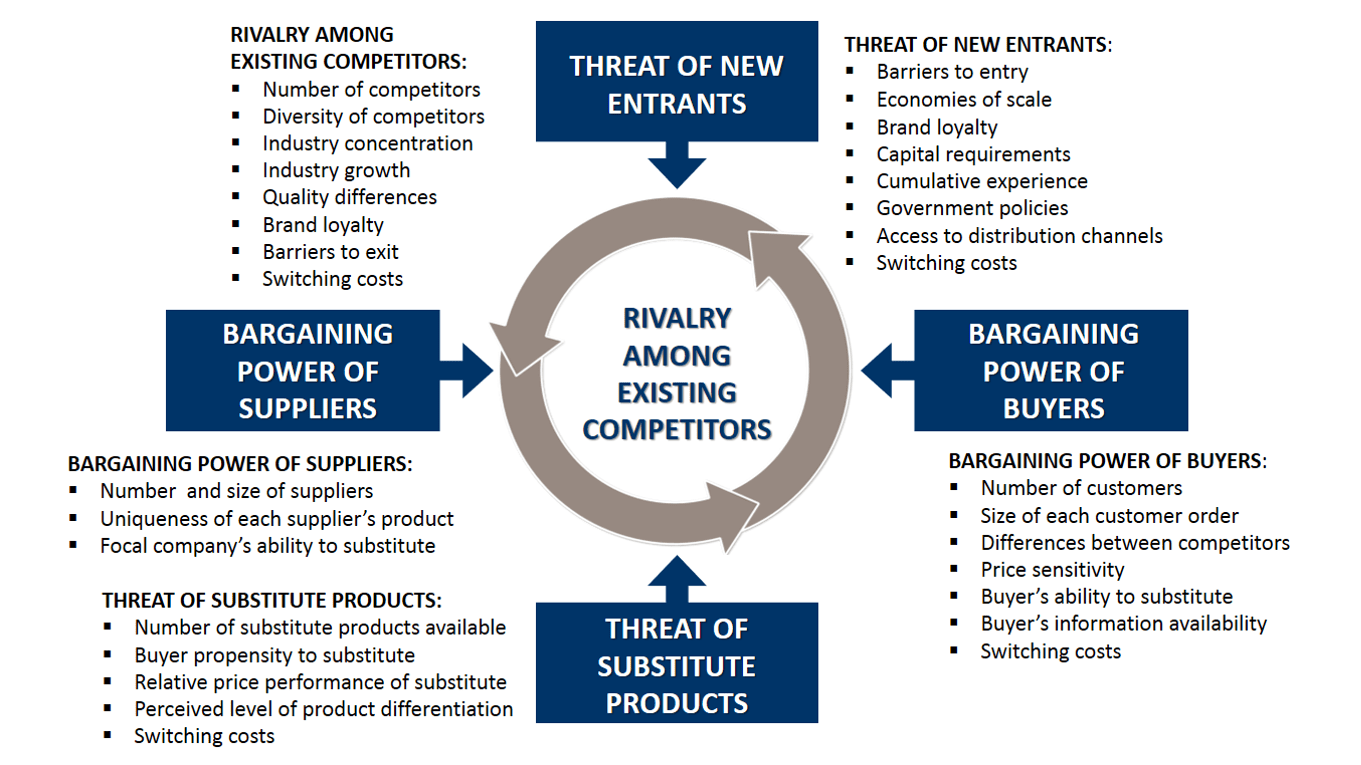 RIVALRY AMONG
EXISTING COMPETITORS:
▪ Number of competitors
▪ Diversity of competitors
▪ Industry concentration
▪ Industry growth
▪ Quality differences
▪ Brand loyalty
▪ Barriers to exit
▪ Switching costs
THREAT OF NEW
ENTRANTS
THREAT OF NEW ENTRANTS:
▪ Barriers to entry
▪ Economies of scale
▪ Brand loyalty
▪ Capital requirements
▪ Cumulative experience
▪ Government policies
▪ Access to distribution channels
▪ Switching costs
BARGAINING
POWER OF
SUPPLIERS
RIVALRY
AMONG
EXISTING
COMPETITORS
BARGAINING
POWER OF
BUYERS
BARGAINING POWER OF SUPPLIERS:
▪ Number and size of suppliers
▪ Uniqueness of each supplier’s product
▪ Focal company’s ability to substitute
BARGAINING POWER OF BUYERS:
▪ Number of customers
▪ Size of each customer order
▪ Differences between competitors
▪ Price sensitivity
▪ Buyer’s ability to substitute
▪ Buyer’s information availability
▪ Switching costs
THREAT OF SUBSTITUTE PRODUCTS:
▪ Number of substitute products available
▪ Buyer propensity to substitute
▪ Relative price performance of substitute
▪ Perceived level of product differentiation
▪ Switching costs
THREAT OF
SUBSTITUTE
PRODUCTS